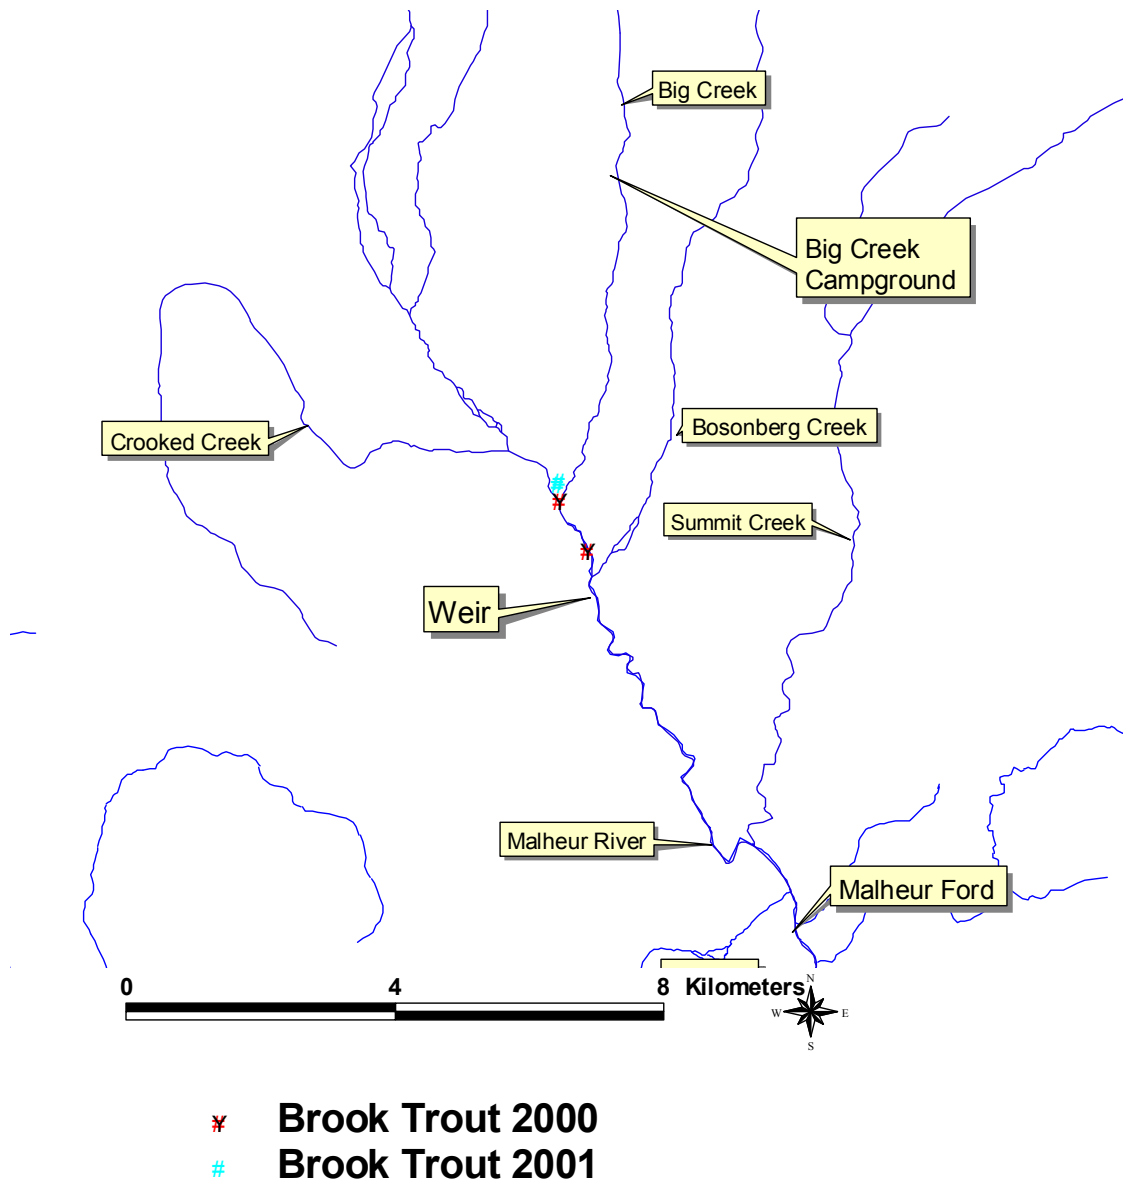 Big Creek
Big Creek
Campground
Crooked Creek
Bosonberg Creek
Summit Creek
Weir
Malheur River
Malheur Ford
0 4 8 Kilometers
N
W E
S
# Brook Trout 2000
# Brook Trout 2001